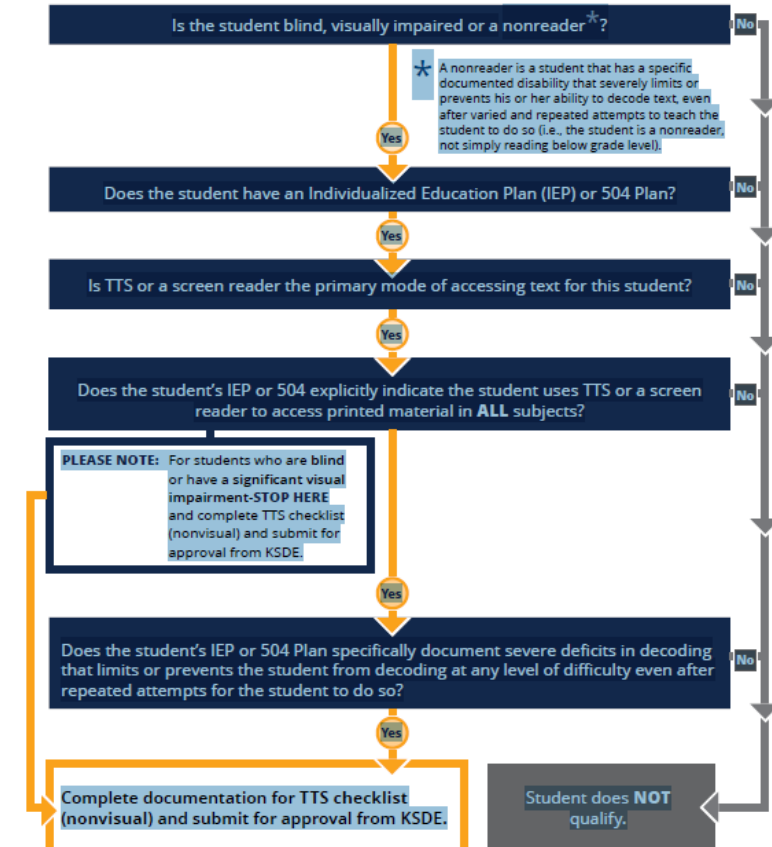 Is the student blind, visually impaired or a nonreader*?
No
* A nonreader is a student that has a specific
documented disability that severely limits or
prevents his or her ability to decode text, even
after varied and repeated attempts to teach the
student to do so (i.e., the student is a nonreader,
not simply reading below grade level).
Yes
Does the student have an Individualized Education Plan (IEP) or 504 Plan?
No
Yes
Is TTS or a screen reader the primary mode of accessing text for this student?
No
Yes
Does the student's IEP or 504 explicitly indicate the student uses TTS or a screen
reader to access printed material in ALL subjects?
No
PLEASE NOTE: For students who are blind
or have a significant visual
impairment-STOP HERE
and complete TTS checklist
(nonvisual) and submit for
approval from KSDE.
Yes
Does the student's IEP or 504 Plan specifically document severe deficits in decoding
that limits or prevents the student from decoding at any level of difficulty even after
repeated attempts for the student to do so?
No
Yes
Complete documentation for TTS checklist
(nonvisual) and submit for approval from KSDE.
Student does NOT
qualify.